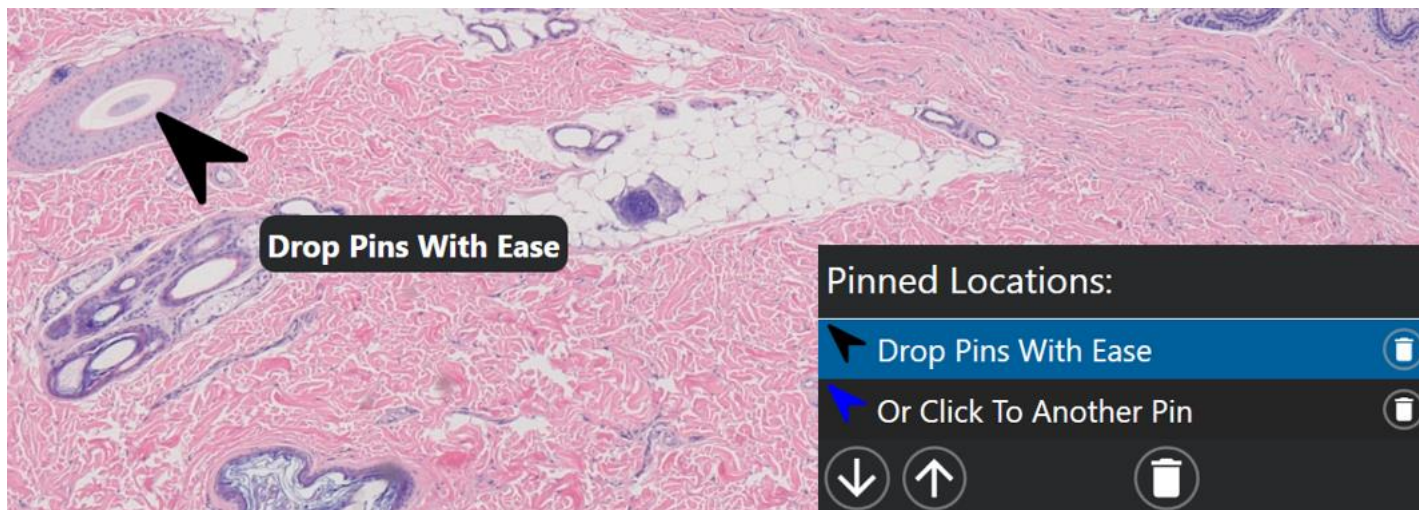 Drop Pins With Ease
Pinned Locations:
Drop Pins With Ease
Or Click To Another Pin